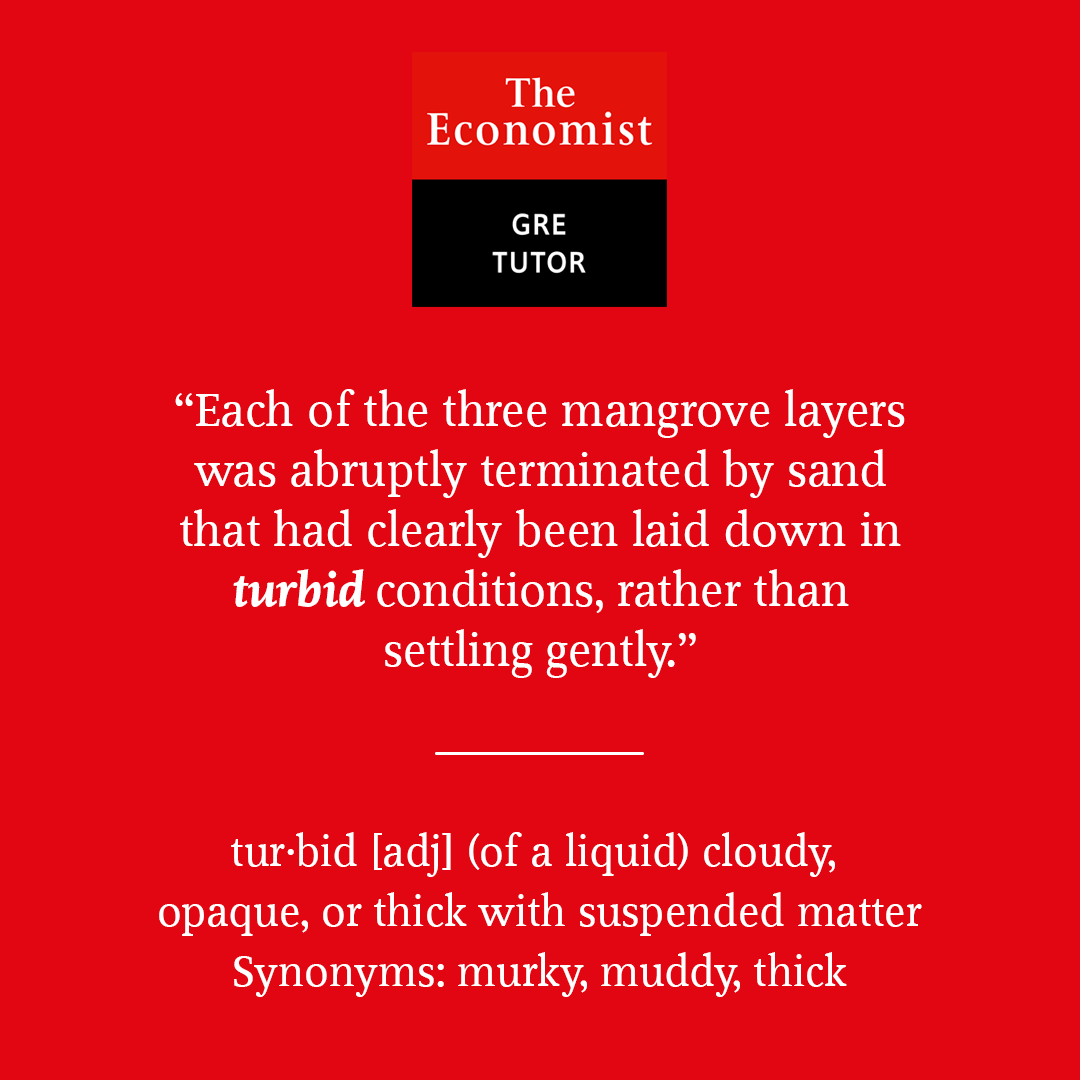 The
Economist
GRE
TUTOR
“Each of the three mangrove layers
was abruptly terminated by sand
that had clearly been laid down in
turbid conditions, rather than
settling gently.”
tur·bid [adj] (of a liquid) cloudy,
opaque, or thick with suspended matter
Synonyms: murky, muddy, thick